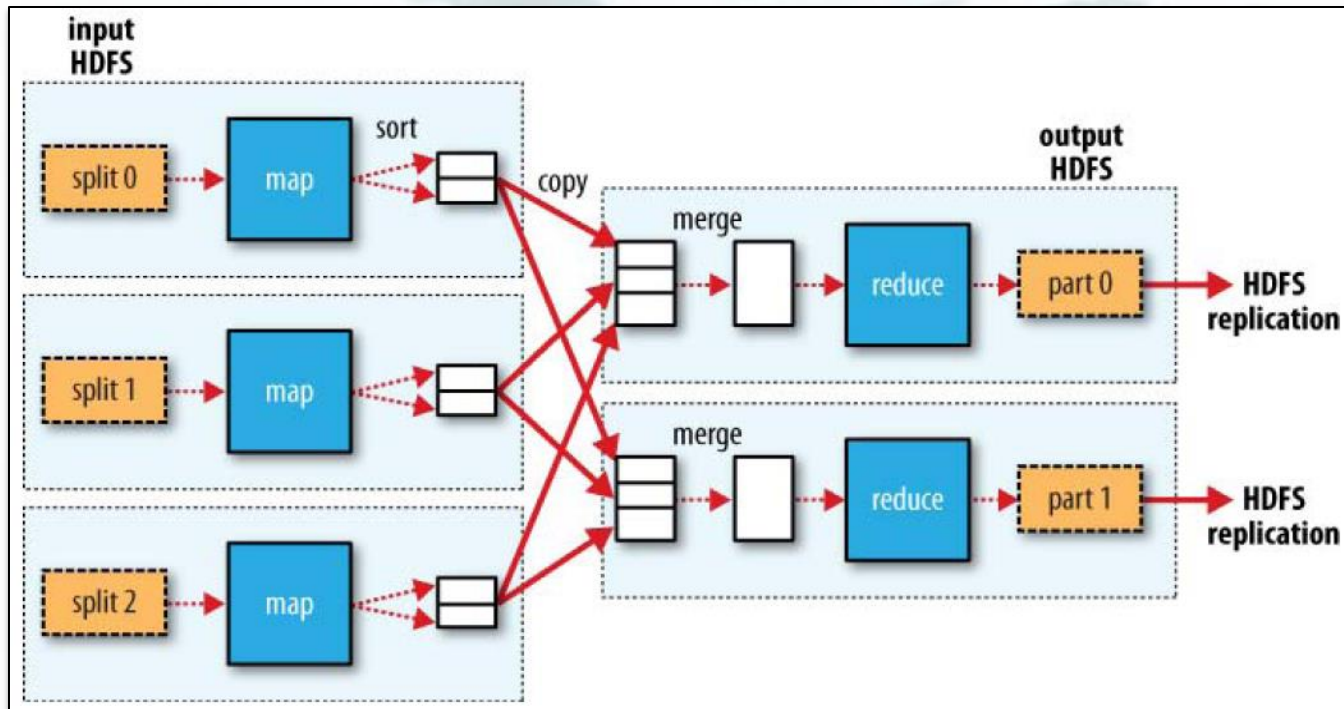 input
HDFS
split 0
map
sort
copy
split 1
map
split 2
map
output
HDFS
merge
reduce
part 0
HDFS
replication
merge
reduce
part 1
HDFS
replication